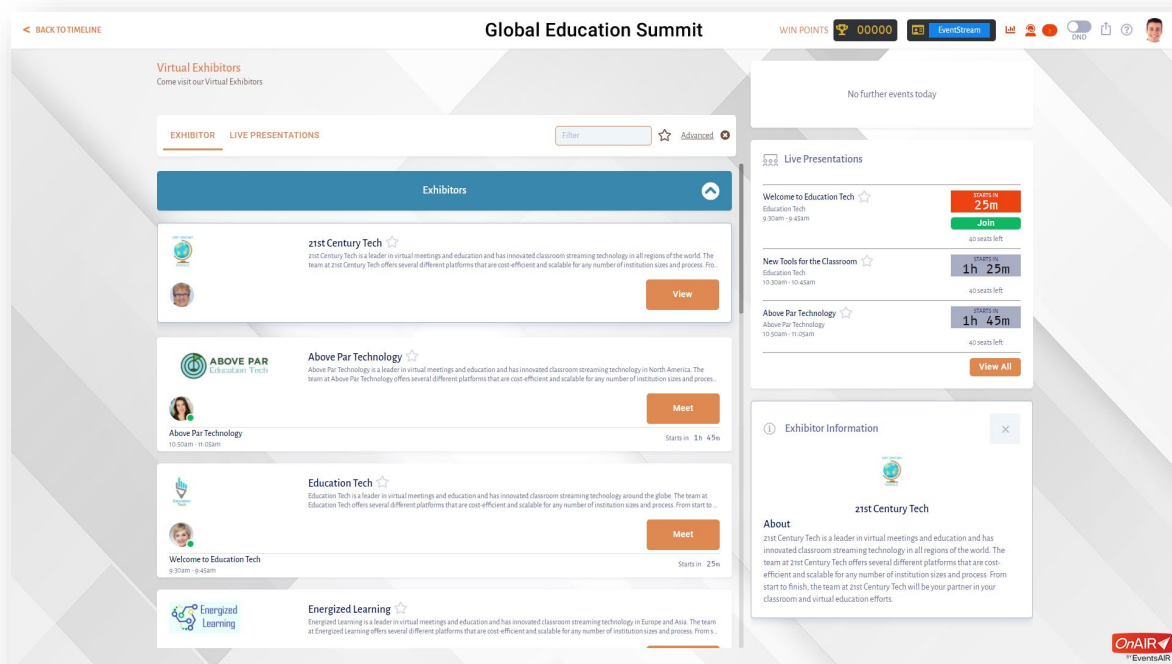 < BACK TO TIMELINE
Global Education Summit
WIN POINTS 00000
EventStream
DND
Virtual Exhibitors
Come visit our Virtual Exhibitors
EXHIBITOR LIVE PRESENTATIONS
Filter
Advanced
Exhibitors
21st Century Tech
21st Century Tech is a leader in virtual meetings and education and has innovated classroom streaming technology in all regions of the world. The
team at 21st Century Tech offers several different platforms that are cost-efficient and scalable for any number of institution sizes and process. Fro...
View
ABOVE PAR
Education Tech
Above Par Technology
Above Par Technology is a leader in virtual meetings and education and has innovated classroom streaming technology in North America. The
team at Above Par Technology offers several different platforms that are cost-efficient and scalable for any number of institution sizes and proces...
Meet
Above Par Technology
10:50am - 11:05am
Starts in 1h 45m
Education Tech
Education Tech is a leader in virtual meetings and education and has innovated classroom streaming technology around the globe. The team at
Education Tech offers several different platforms that are cost-efficient and scalable for any number of institution sizes and process. From start to ...
Meet
Welcome to Education Tech
9:30am - 9:45am
Starts in 25m
Energized
Learning
Energized Learning
Energized Learning is a leader in virtual meetings and education and has innovated classroom streaming technology in Europe and Asia. The team
at Energized Learning offers several different platforms that are cost-efficient and scalable for any number of institution sizes and process. From s...
No further events today
Live Presentations
Welcome to Education Tech
Education Tech
9:30am - 9:45am
STARTS IN
25m
Join
40 seats left
New Tools for the Classroom
Education Tech
10:30am - 10:45am
STARTS IN
1h 25m
40 seats left
Above Par Technology
Above Par Technology
10:50am - 11:05am
STARTS IN
1h 45m
40 seats left
View All
Exhibitor Information
21st Century Tech
About
21st Century Tech is a leader in virtual meetings and education and has
innovated classroom streaming technology in all regions of the world. The
team at 21st Century Tech offers several different platforms that are cost-
efficient and scalable for any number of institution sizes and process. From
start to finish, the team at 21st Century Tech will be your partner in your
classroom and virtual education efforts.
OnAIR
BY EventsAIR